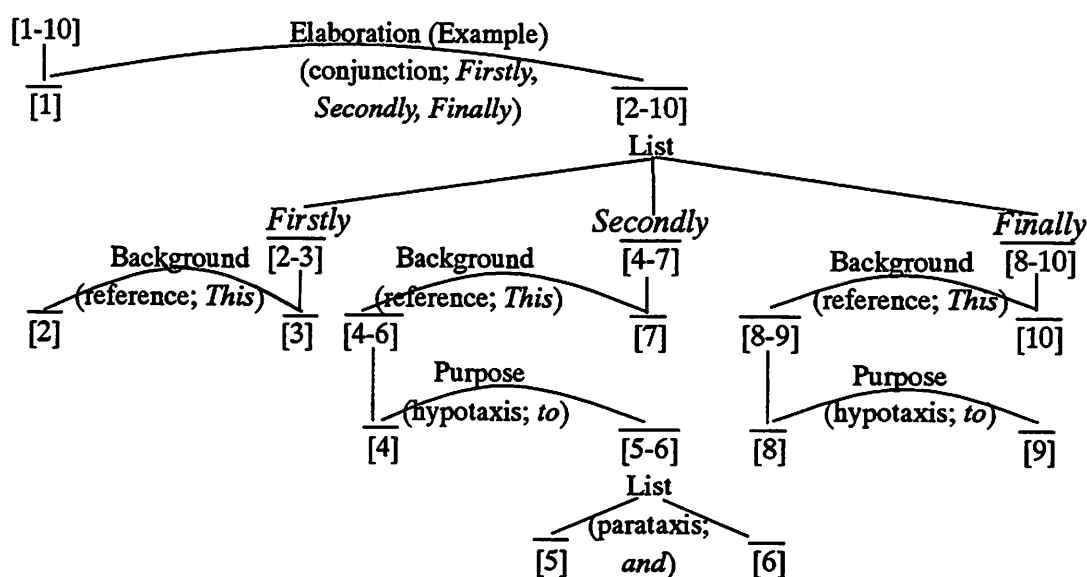 [1-10]
Elaboration (Example)
(conjunction; Firstly,
Secondly, Finally)
[1]
[2-10]
List
Firstly
Secondly
Finally
[2-3]
[4-7]
[8-10]
Background
(reference; This)
Background
(reference; This)
Background
(reference; This)
[2]
[3]
[4-6]
[7]
[8-9]
[10]
Purpose
(hypotaxis; to)
Purpose
(hypotaxis; to)
[4]
[5-6]
[8]
[9]
List
(parataxis;
and)
[5]
[6]